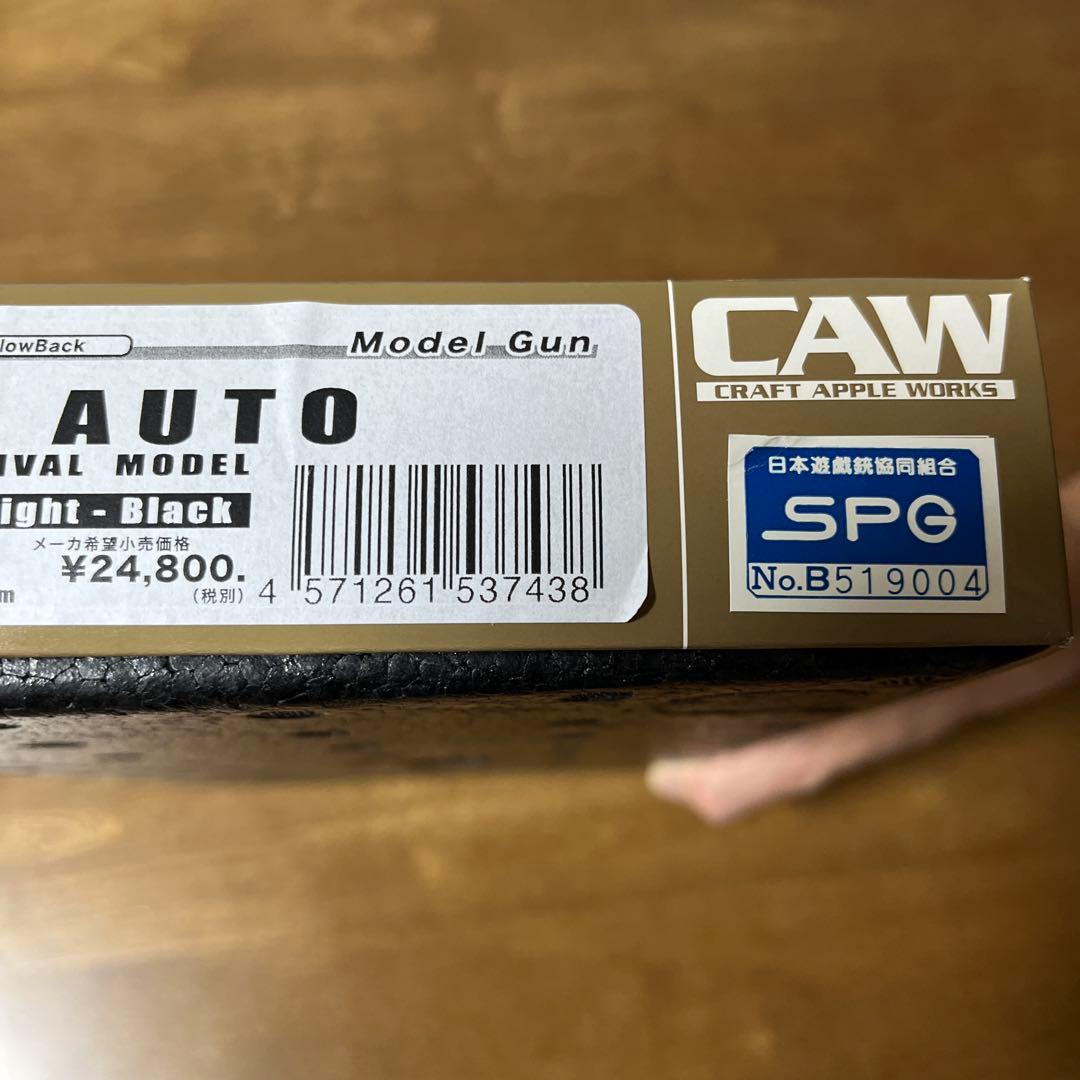 lowBack
Model Gun
AUTO
IVAL MODEL
ight - Black
メーカ希望小売価格
¥24,800.
m
(税別)
4 571261 537438
CAW
CRAFT APPLE WORKS
日本遊戯銃協同組合
SPG
No.B519004